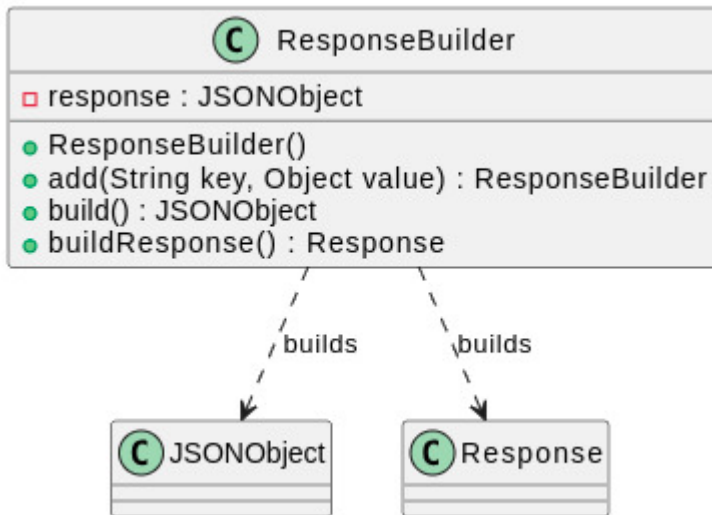 C ResponseBuilder
response : JSONObject
ResponseBuilder()
add(String key, Object value) : ResponseBuilder
build() : JSONObject
buildResponse() : Response
builds builds
C JSONObject C Response